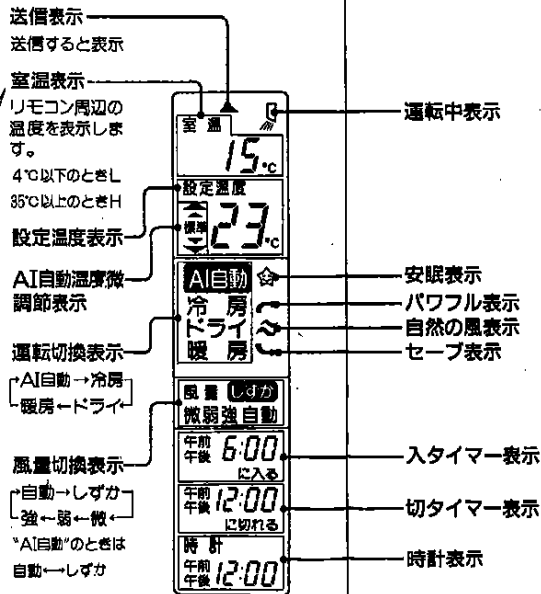 送信表示
送信すると表示
室温表示
リモコン周辺の
温度を表示しま
す。
4℃以下のときL
35℃以上のときH
設定温度表示
AI自動温度微
調節表示
運転切換表示
AI自動→冷房
暖房←ドライ
風量切換表示
自動→しずか
強←弱←微
"AI自動"のときは
自動←→しずか
室温
15℃
設定温度
標準
23℃
AI自動
冷房
ドライ
暖房
風量 しずか
微弱強自動
午前
午後 6:00
に入る
午前
午後 12:00
に切れる
時計
午前
午後 12:00
運転中表示
安眠表示
パワフル表示
自然の風表示
セーブ表示
入タイマー表示
切タイマー表示
時計表示